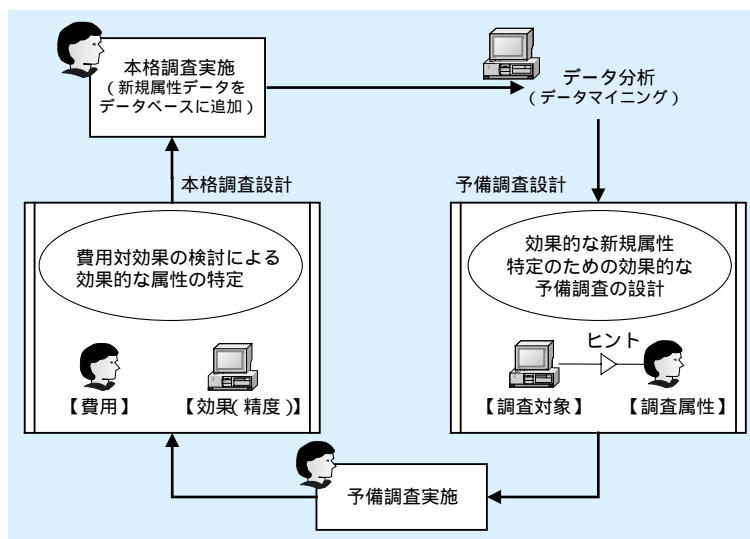 本格調査実施
(新規属性データを
データベースに追加)
データ分析
(データマイニング)
本格調査設計
予備調査設計
費用対効果の検討による
効果的な属性の特定
効果的な新規属性
特定のための効果的な
予備調査の設計
ヒント
【費用】
【効果(精度)】
【調査対象】
【調査属性】
予備調査実施